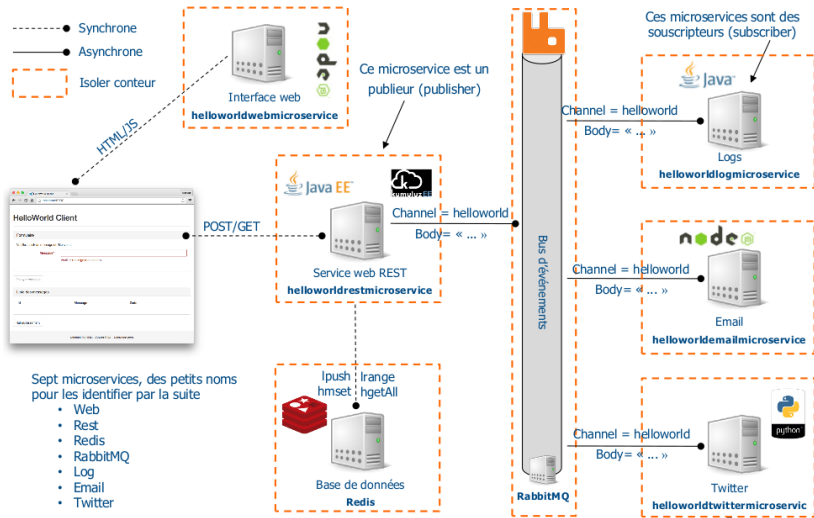 Synchrone
Asynchrone
Isoler conteur
node
Interface web
helloworldwebmicroservice
HTML/JS
Ce microservice est un
publieur (publisher)
Ces microservices sont des
souscripteurs (subscriber)
Java
Channel = helloworld
Body= « ... »
Logs
helloworldlogmicroservice
HelloWorld Client
POST/GET
Java EE
kumuluzEE
Channel = helloworld
Body= « ... »
Service web REST
helloworldrestmicroservice
Bus d'événements
node
Channel = helloworld
Body= « ... »
Email
helloworldemailmicroservice
lpush
hmset
lrange
hgetAll
Base de données
Redis
Sept microservices, des petits noms
pour les identifier par la suite
• Web
• Rest
• Redis
• RabbitMQ
• Log
• Email
• Twitter
RabbitMQ
python
Channel = helloworld
Body= « ... »
Twitter
helloworldtwittermicroservic